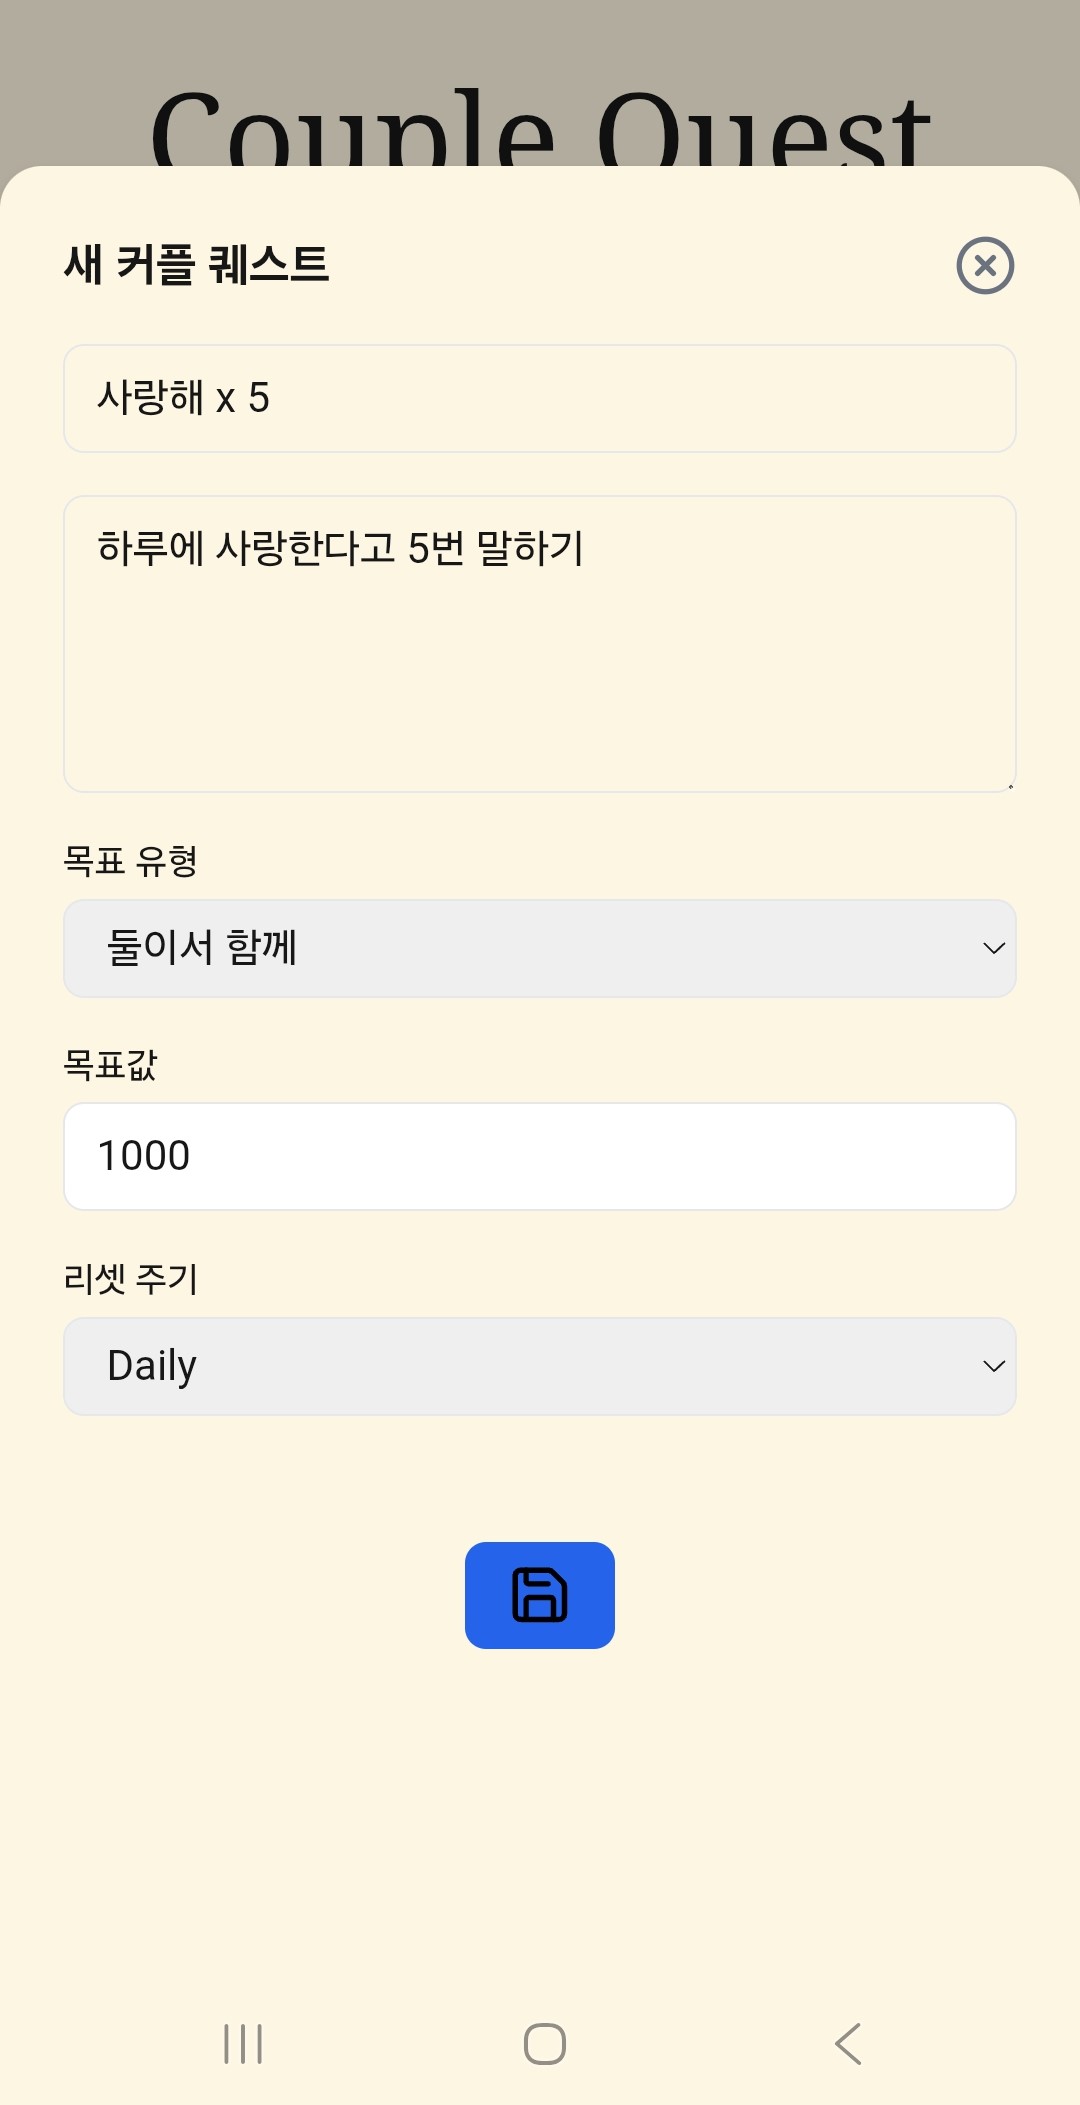 Couple Quest
새 커플 퀘스트
사랑해 x 5
하루에 사랑한다고 5번 말하기
목표 유형
둘이서 함께
목표값
1000
리셋 주기
Daily